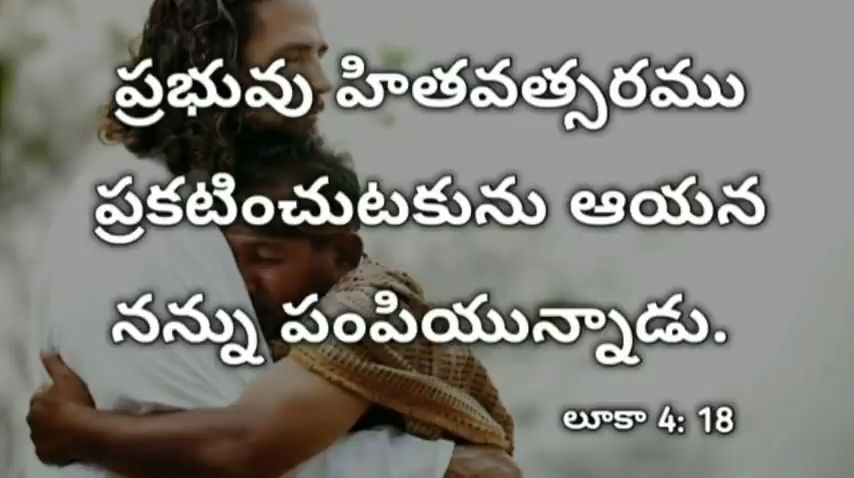 ప్రభువు హితవత్సరము
ప్రకటించుటకును ఆయన
నన్ను పంపియున్నాడు.
లూకా 4: 18